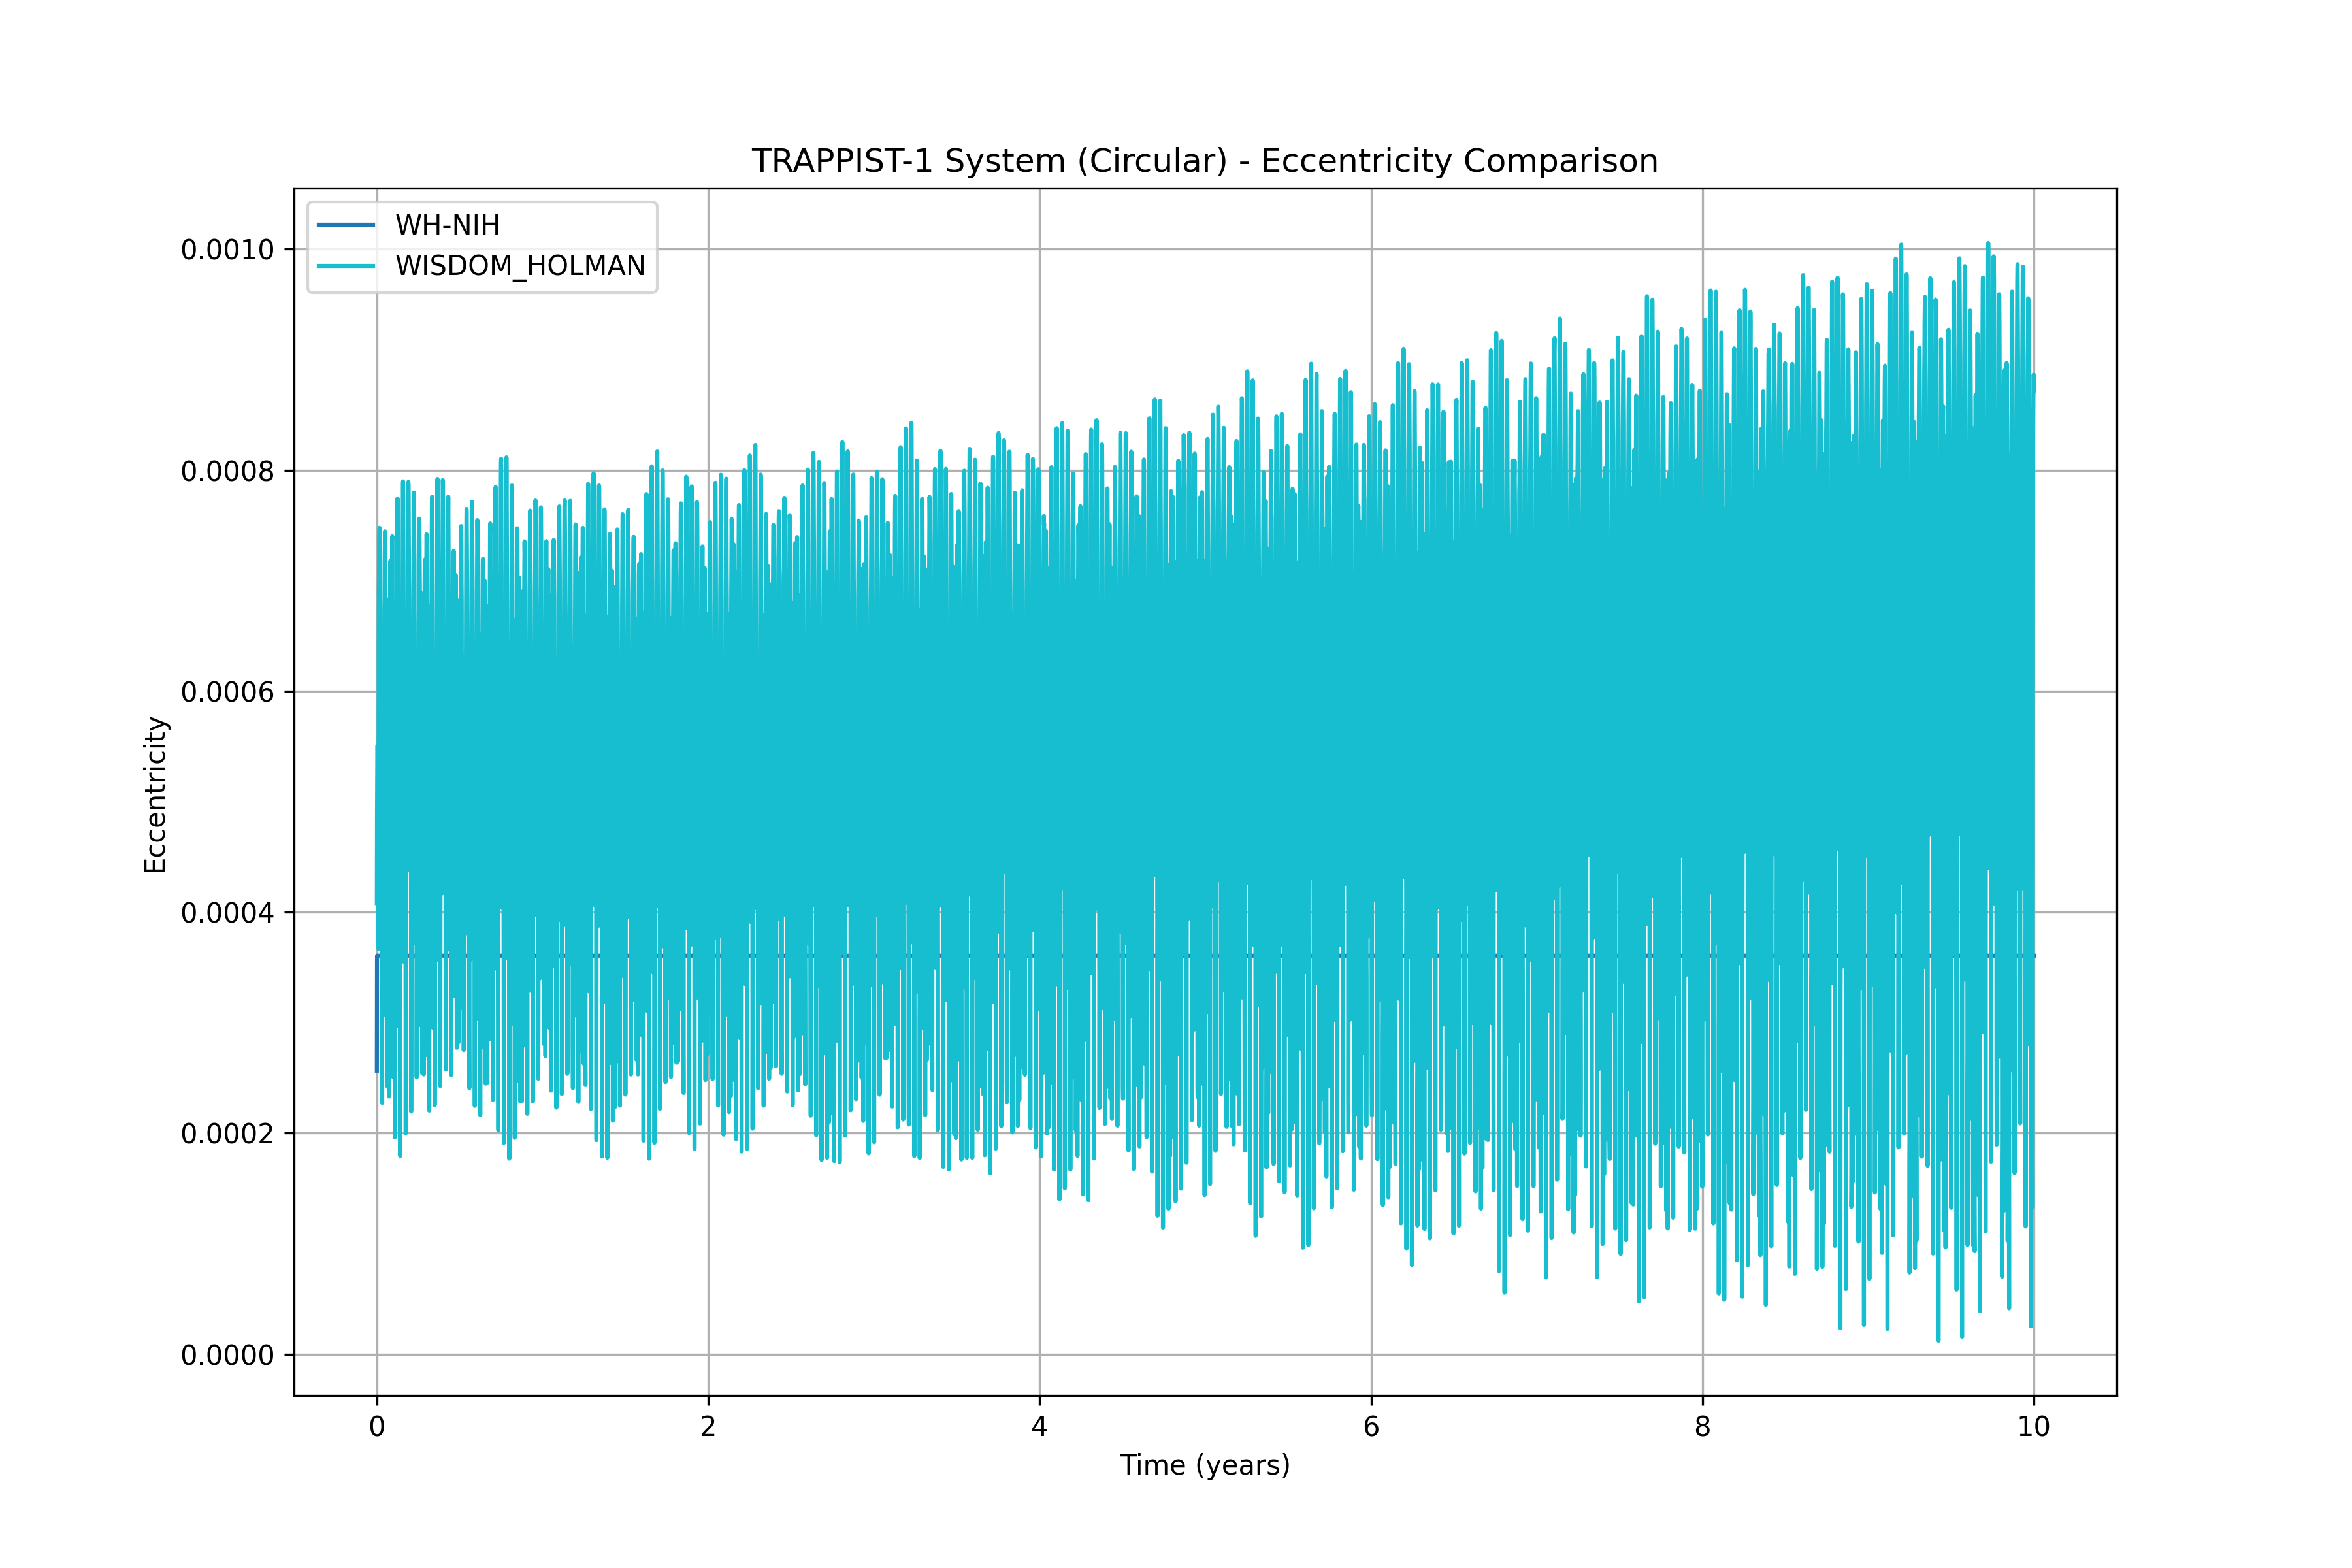 TRAPPIST-1 System (Circular) - Eccentricity Comparison
WH-NIH
WISDOM_HOLMAN
0.0010
0.0008
0.0006
0.0004
0.0002
0.0000
Eccentricity
0 2 4 6 8 10
Time (years)